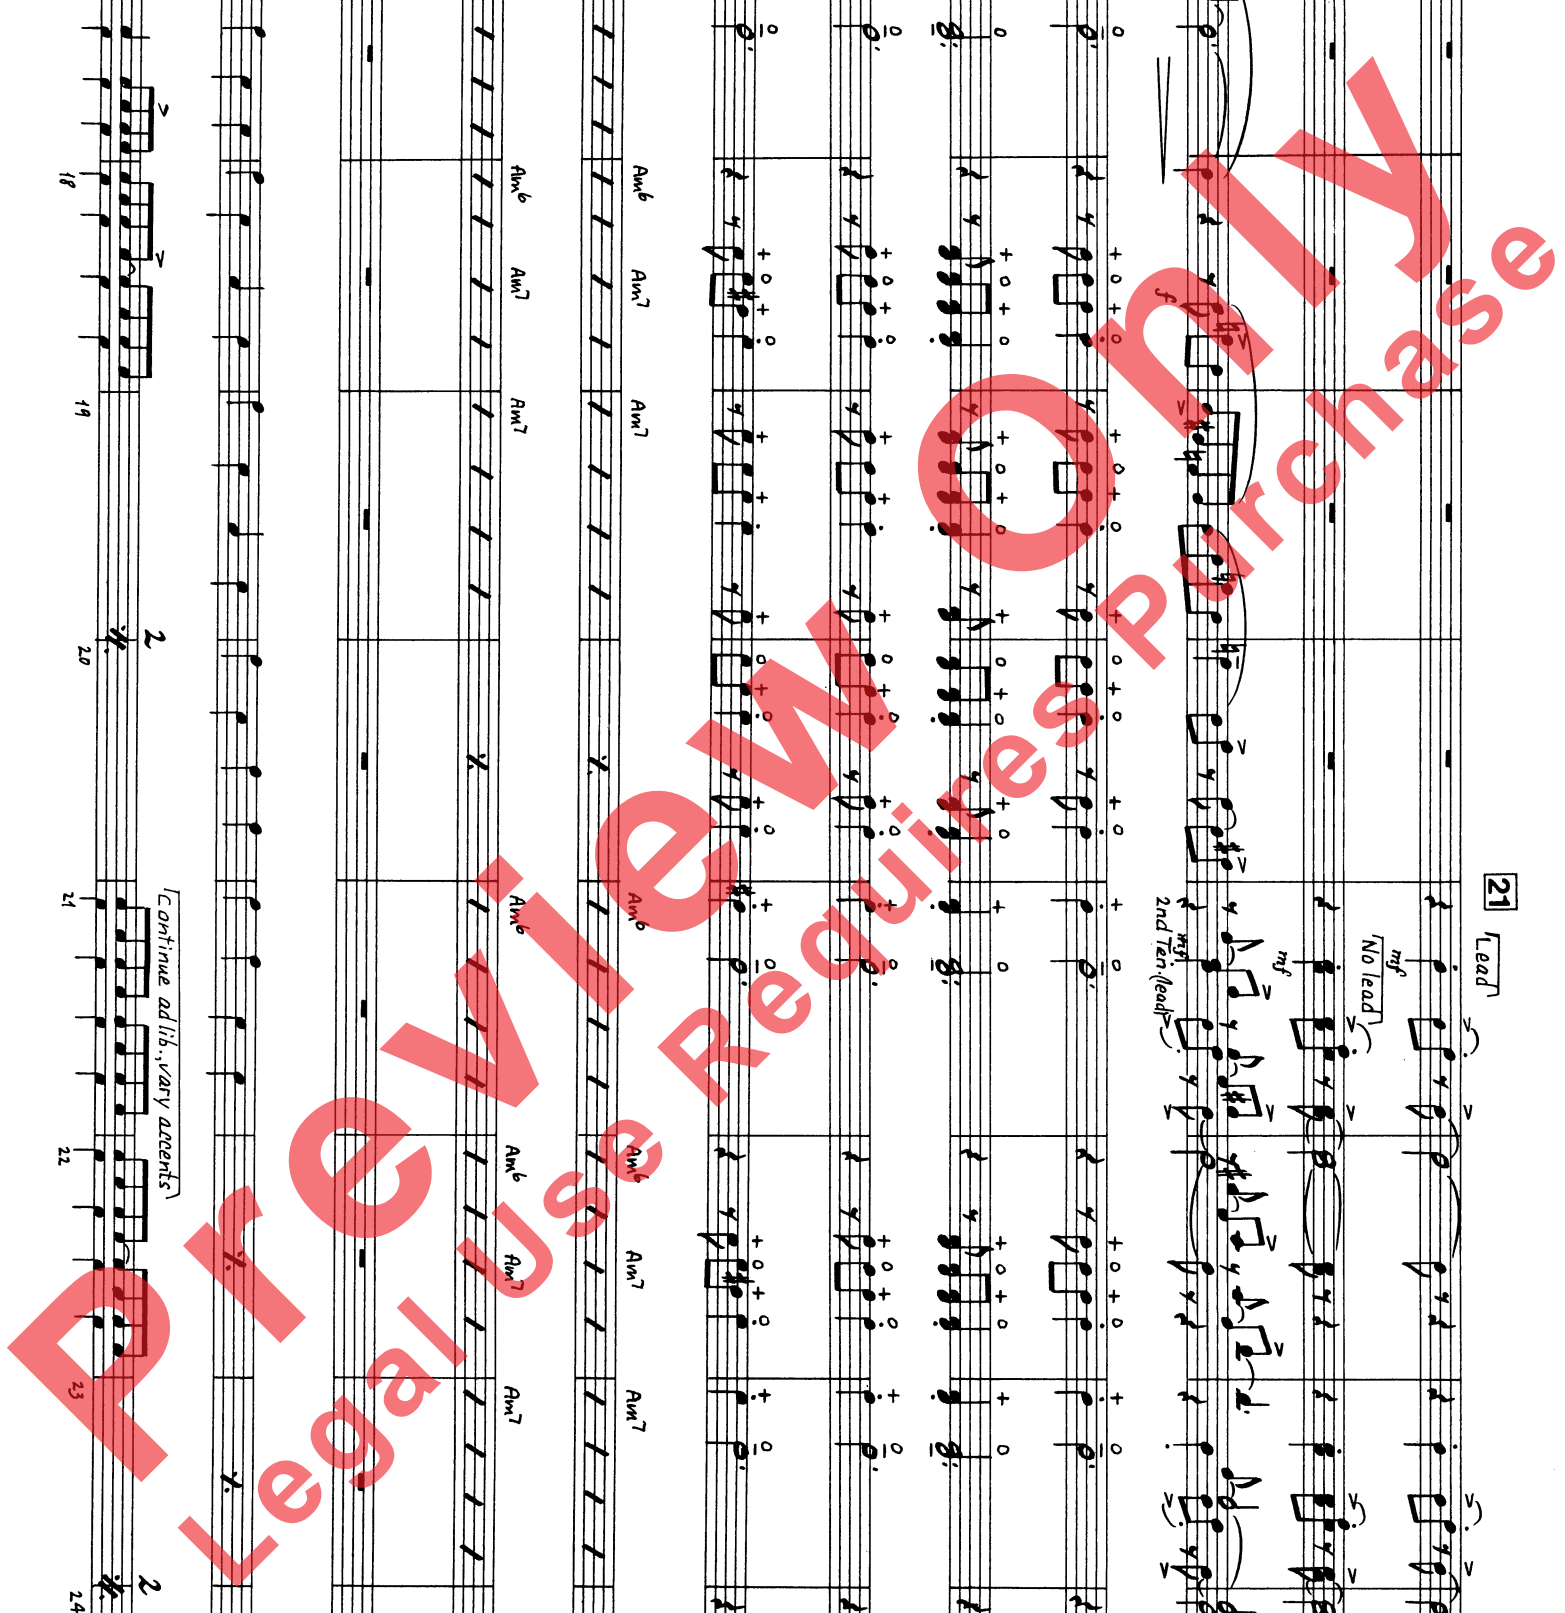 21
Lead
mf
No lead
mf
f
mf
2nd Ten. (lead)
Am6 Am7 Am7 Am6 Am6 Am7 Am7
Am6 Am7 Am7 Am6 Am6 Am7 Am7
2 2
Continue ad lib., vary accents
18 19 20 21 22 23 24
Preview Only
Legal Use Requires Purchase